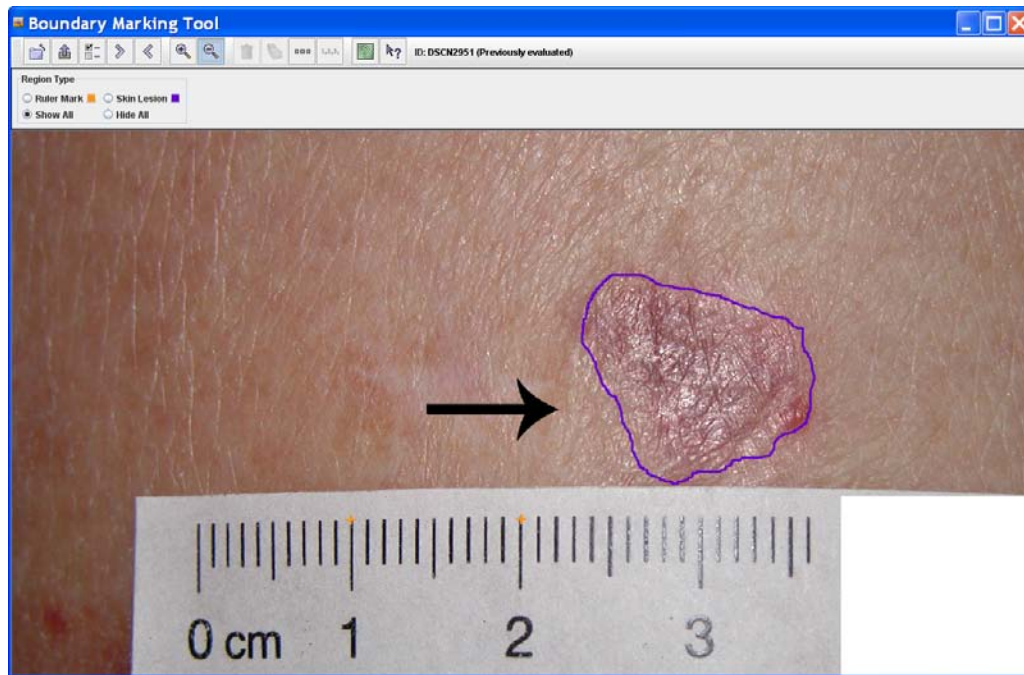 Boundary Marking Tool
ID: DSCN2951 (Previously evaluated)
Region Type
Ruler Mark Skin Lesion
Show All Hide All
0 cm 1 2 3